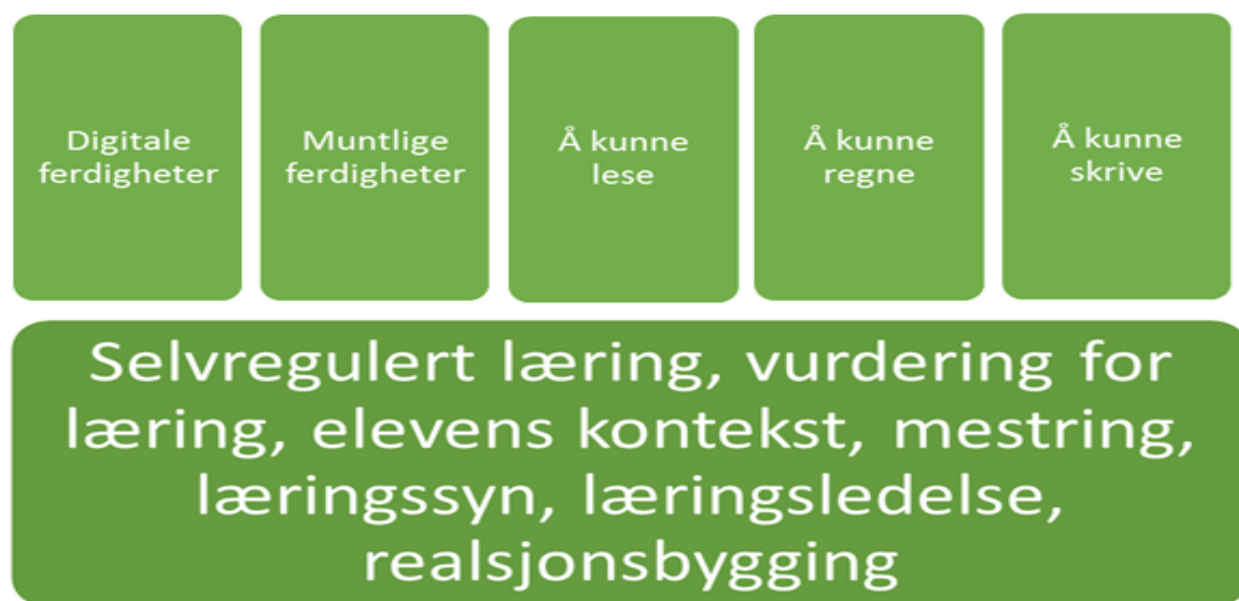 Digitale
ferdigheter
Muntlige
ferdigheter
Å kunne
lese
Å kunne
regne
Å kunne
skrive
Selvregulert læring, vurdering for
læring, elevens kontekst, mestring,
læringssyn, læringsledelse,
realsjonsbygging